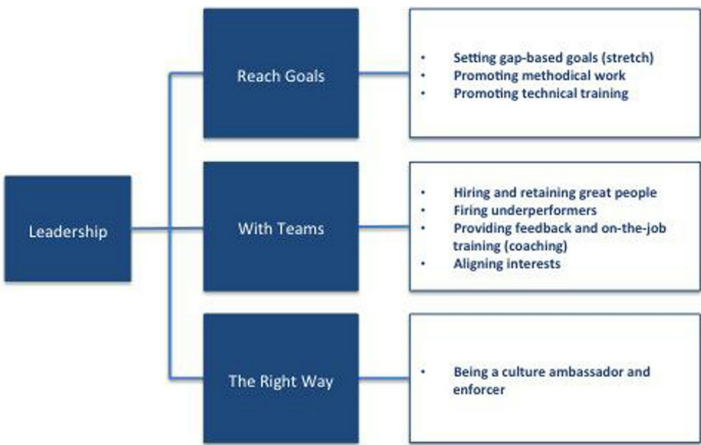 Leadership
Reach Goals
• Setting gap-based goals (stretch)
• Promoting methodical work
• Promoting technical training
With Teams
• Hiring and retaining great people
• Firing underperformers
• Providing feedback and on-the-job
training (coaching)
• Aligning interests
The Right Way
• Being a culture ambassador and
enforcer